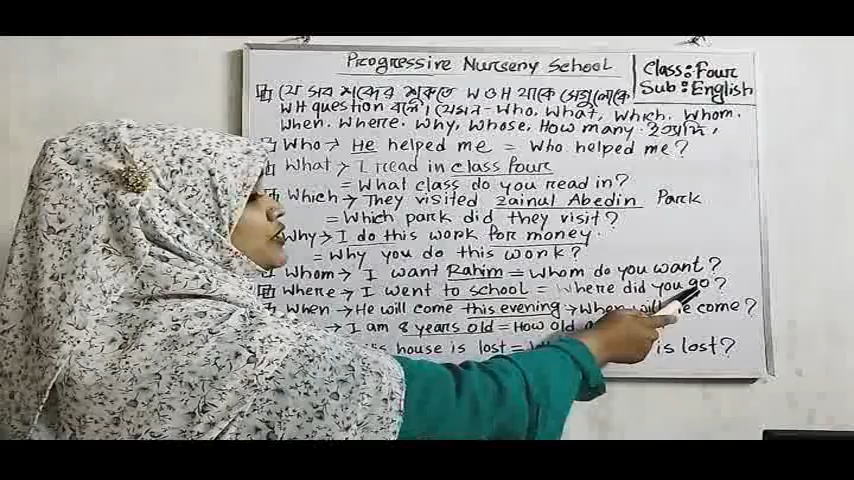 Progressive Nursery School
Class: Four
Sub: English
যে সব শব্দের শুরুতে W ও H থাকে সেগুলোকে
WH question বলে। যেমন - Who, What, Which, Whom.
When. Where. Why, Whose, How many. ইত্যাদি,
Who → He helped me = Who helped me?
What → I read in class four
= What class do you read in?
Which → They visited Zainul Abedin Park
= Which park did they visit?
Why → I do this work for money.
= Why you do this work?
Whom → I want Rahim = Whom do you want?
Where → I went to school = Where did you go?
When → He will come this evening → When will come?
→ I am 8 years old = How old
house is lost = is lost?